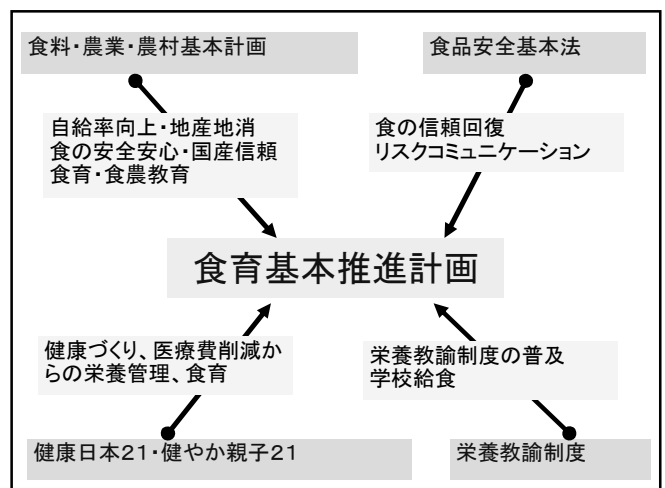 食料・農業・農村基本計画
食品安全基本法
自給率向上・地産地消
食の安全安心・国産信頼
食育・食農教育
食の信頼回復
リスクコミュニケーション
食育基本推進計画
健康づくり、医療費削減か
らの栄養管理、食育
栄養教諭制度の普及
学校給食
健康日本21・健やか親子21
栄養教諭制度